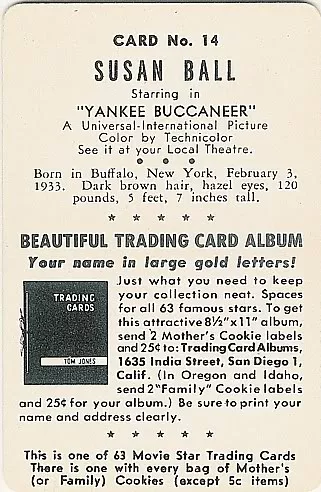 CARD No. 14
SUSAN BALL
Starring in
"YANKEE BUCCANEER"
A Universal-International Picture
Color by Technicolor
See it at your Local Theatre.
Born in Buffalo, New York, February 3,
1933. Dark brown hair, hazel eyes, 120
pounds, 5 feet, 7 inches tall.
BEAUTIFUL TRADING CARD ALBUM
Your name in large gold letters!
TRADING
CARDS
TOM JONES
Just what you need to keep
your collection neat. Spaces
for all 63 famous stars. To get
this attractive 8½"x11" album,
send 2 Mother's Cookie labels
and 25¢ to: Trading Card Albums,
1635 India Street, San Diego 1,
Calif. (In Oregon and Idaho,
send 2 "Family" Cookie labels
and 25¢ for your album.) Be sure to print your
name and address clearly.
This is one of 63 Movie Star Trading Cards
There is one with every bag of Mother's
(or Family) Cookies (except 5c items)